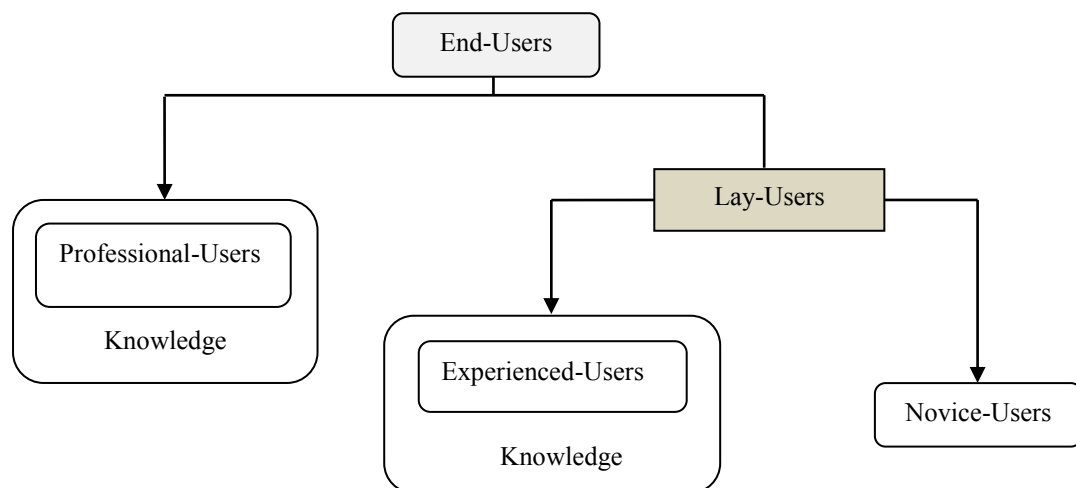 End-Users
Lay-Users
Professional-Users
Knowledge
Experienced-Users
Novice-Users
Knowledge